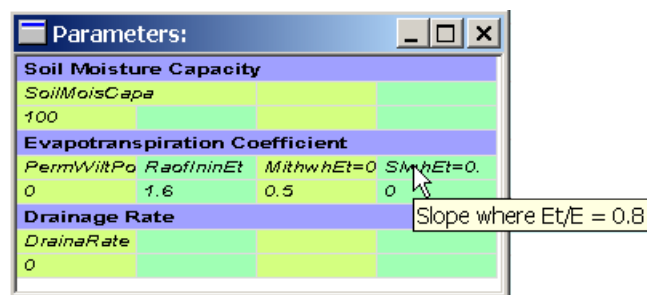 Parameters:
Soil Moisture Capacity
SoilMoisCapa
100
Evapotranspiration Coefficient
PermWiltPo RaofIninEt MithwhEt=0 SlwhEt=0.
0 1.6 0.5 0
Slope where Et/E = 0.8
Drainage Rate
DrainaRate
0